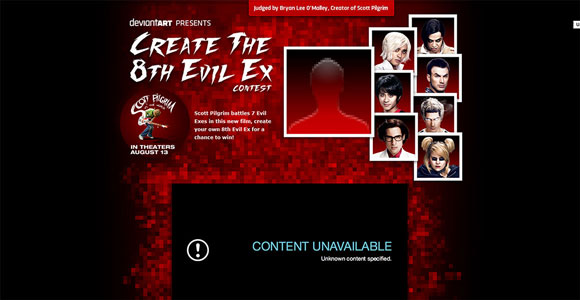 Judged by Bryan Lee O'Malley, Creator of Scott Pilgrim
deviantART PRESENTS
CREATE THE
8TH EVIL EX
CONTEST
SCOTT PILGRIM
IN THEATERS
AUGUST 13
Scott Pilgrim battles 7 Evil
Exes in this new film, create
your own 8th Evil Ex for a
chance to win!
CONTENT UNAVAILABLE
Unknown content specified.